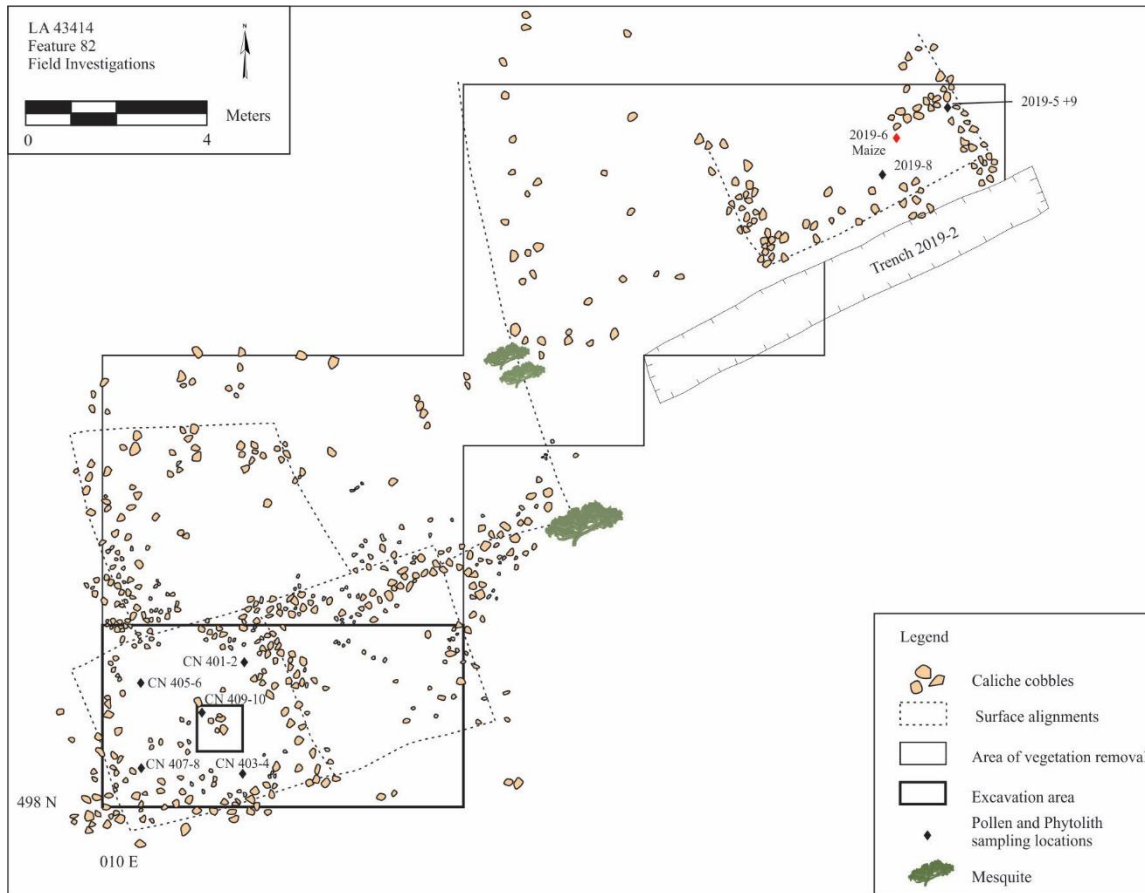 LA 43414
Feature 82
Field Investigations
N
Meters
0 4
2019-5 +9
2019-6
Maize
2019-8
Trench 2019-2
CN 401-2
CN 405-6
CN 409-10
CN 407-8
CN 403-4
498 N
010 E
Legend
Caliche cobbles
Surface alignments
Area of vegetation removal
Excavation area
Pollen and Phytolith
sampling locations
Mesquite